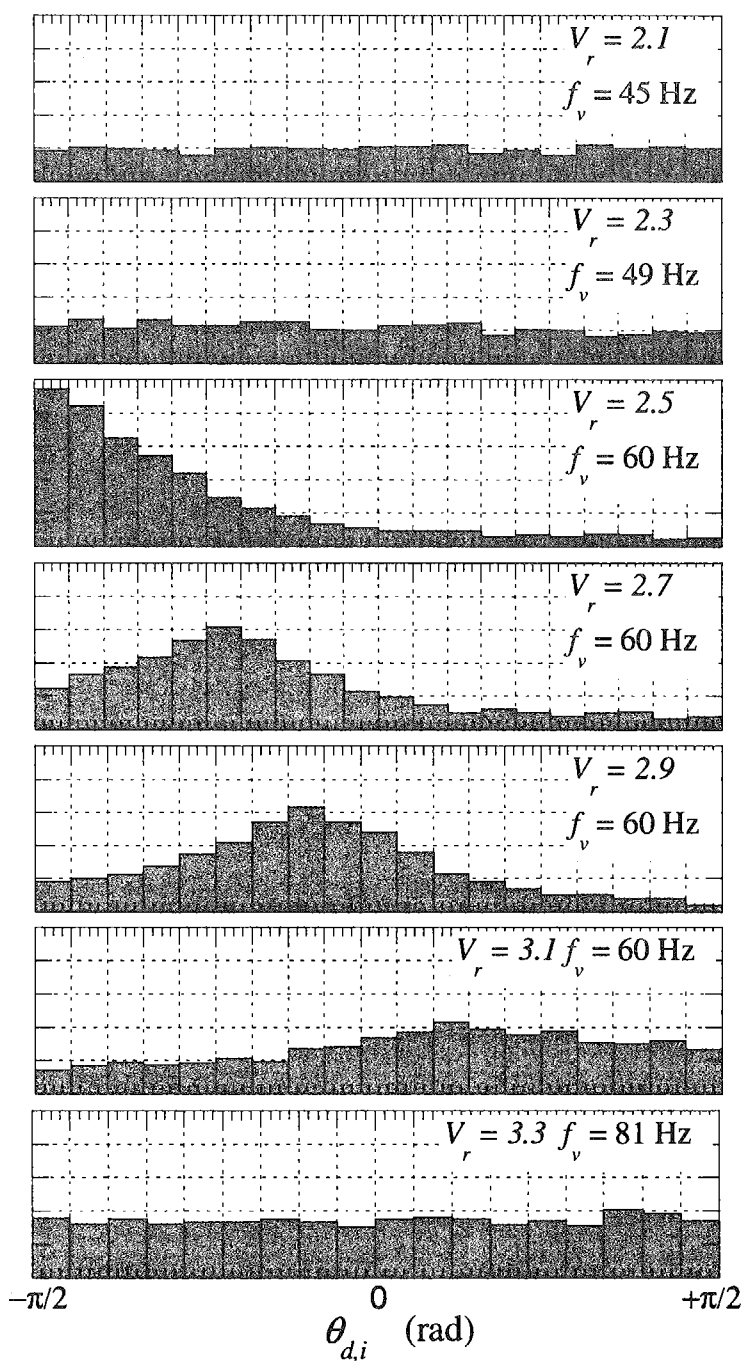 V_r = 2.1
f_v = 45 Hz
V_r = 2.3
f_v = 49 Hz
V_r = 2.5
f_v = 60 Hz
V_r = 2.7
f_v = 60 Hz
V_r = 2.9
f_v = 60 Hz
V_r = 3.1 f_v = 60 Hz
V_r = 3.3 f_v = 81 Hz
−π/2 0 +π/2
θ_{d,i} (rad)